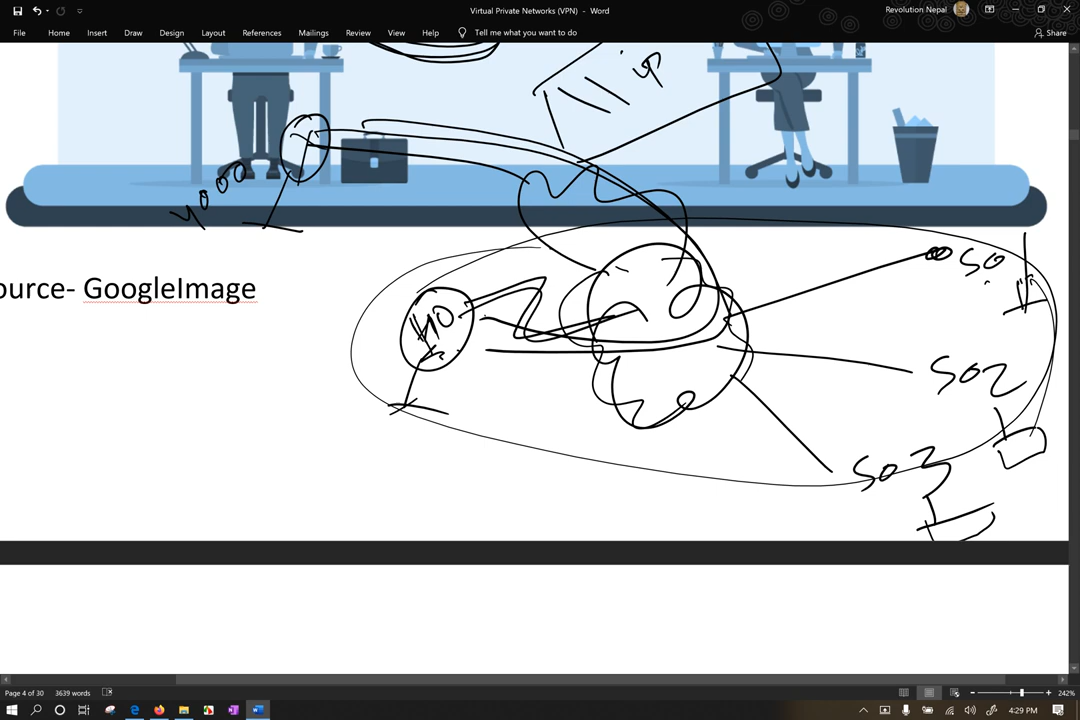 Virtual Private Networks (VPN) - Word
Revolution Nepal
File Home Insert Draw Design Layout References Mailings Review View Help Tell me what you want to do
Share
ource- GoogleImage
HO
SO1
SO2
SO3
Page 4 of 30 3639 words
242%
4:29 PM